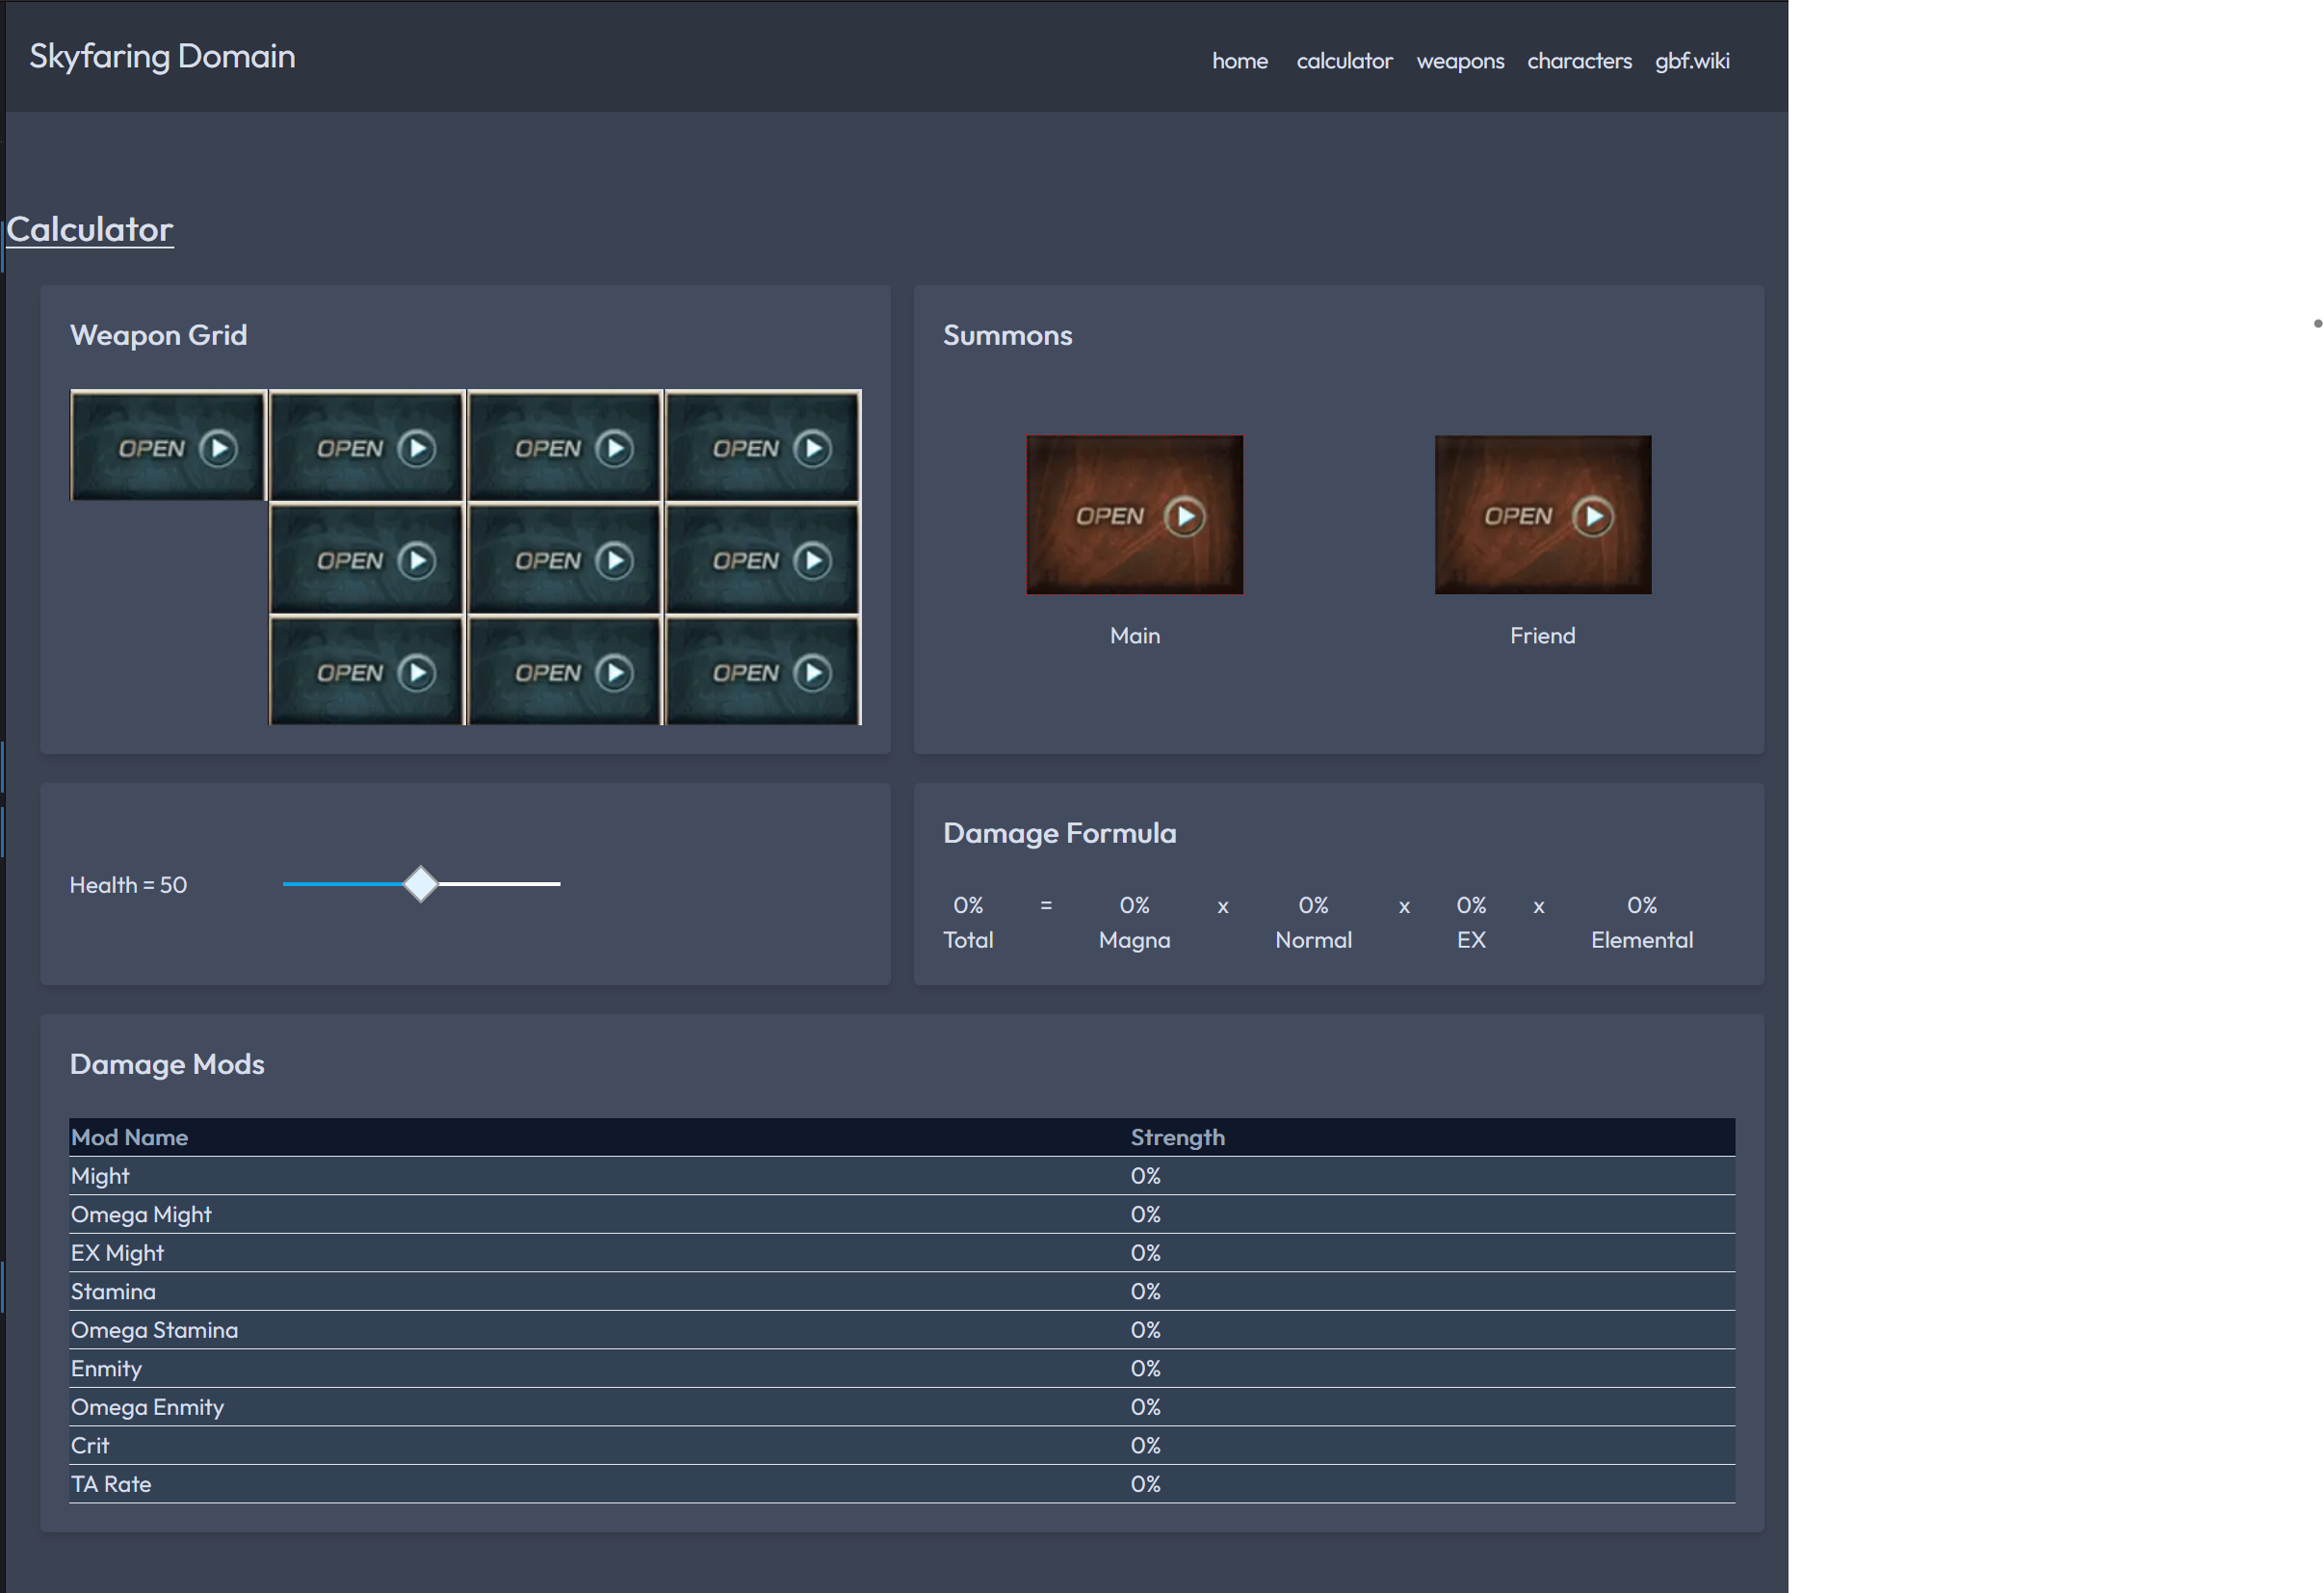 Skyfaring Domain
home calculator weapons characters gbf.wiki
Calculator
Weapon Grid
OPEN OPEN OPEN OPEN
OPEN OPEN OPEN
OPEN OPEN OPEN
Summons
OPEN OPEN
Main Friend
Health = 50
Damage Formula
0% = 0% x 0% x 0% x 0%
Total Magna Normal EX Elemental
Damage Mods
Mod Name Strength
Might 0%
Omega Might 0%
EX Might 0%
Stamina 0%
Omega Stamina 0%
Enmity 0%
Omega Enmity 0%
Crit 0%
TA Rate 0%